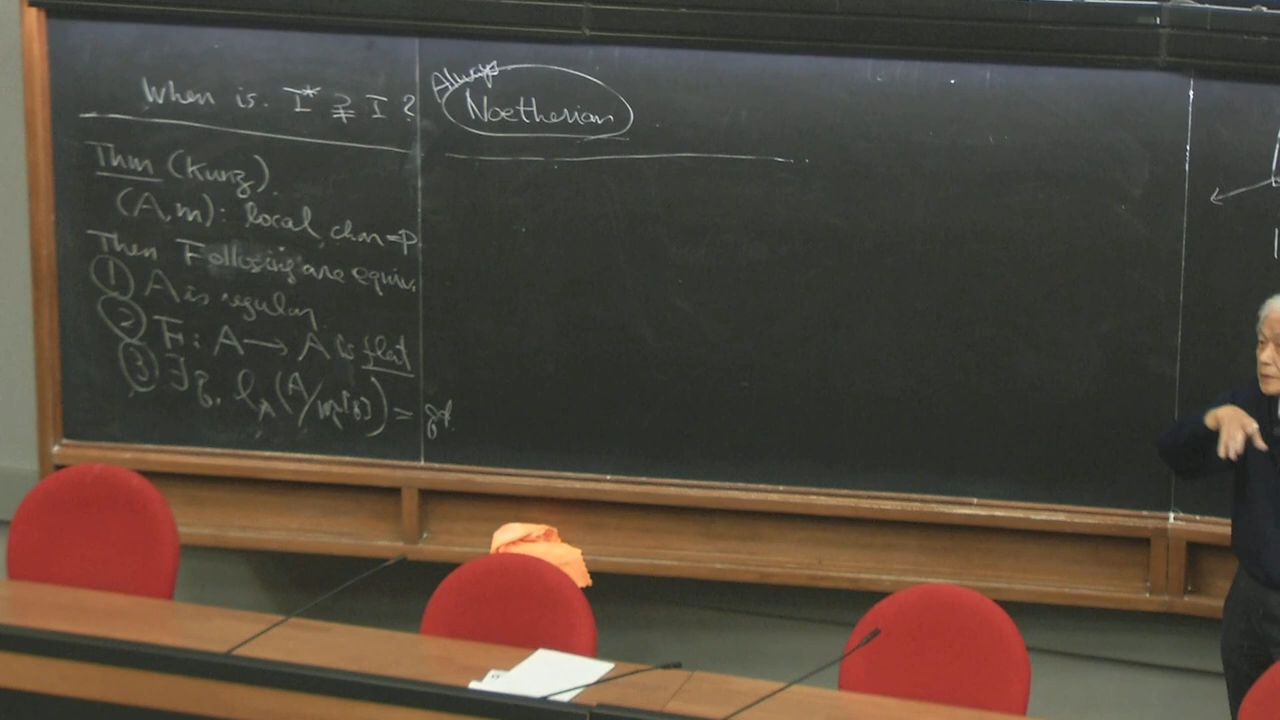 When is I* ⊋ I ?
Thm (Kunz).
(A, m): local, char=p
Then Following are equiv.
① A is regular
② F: A → A is flat
③ ∃ q, l_A(A/m^[q]) = q^d.
Always
Noetherian